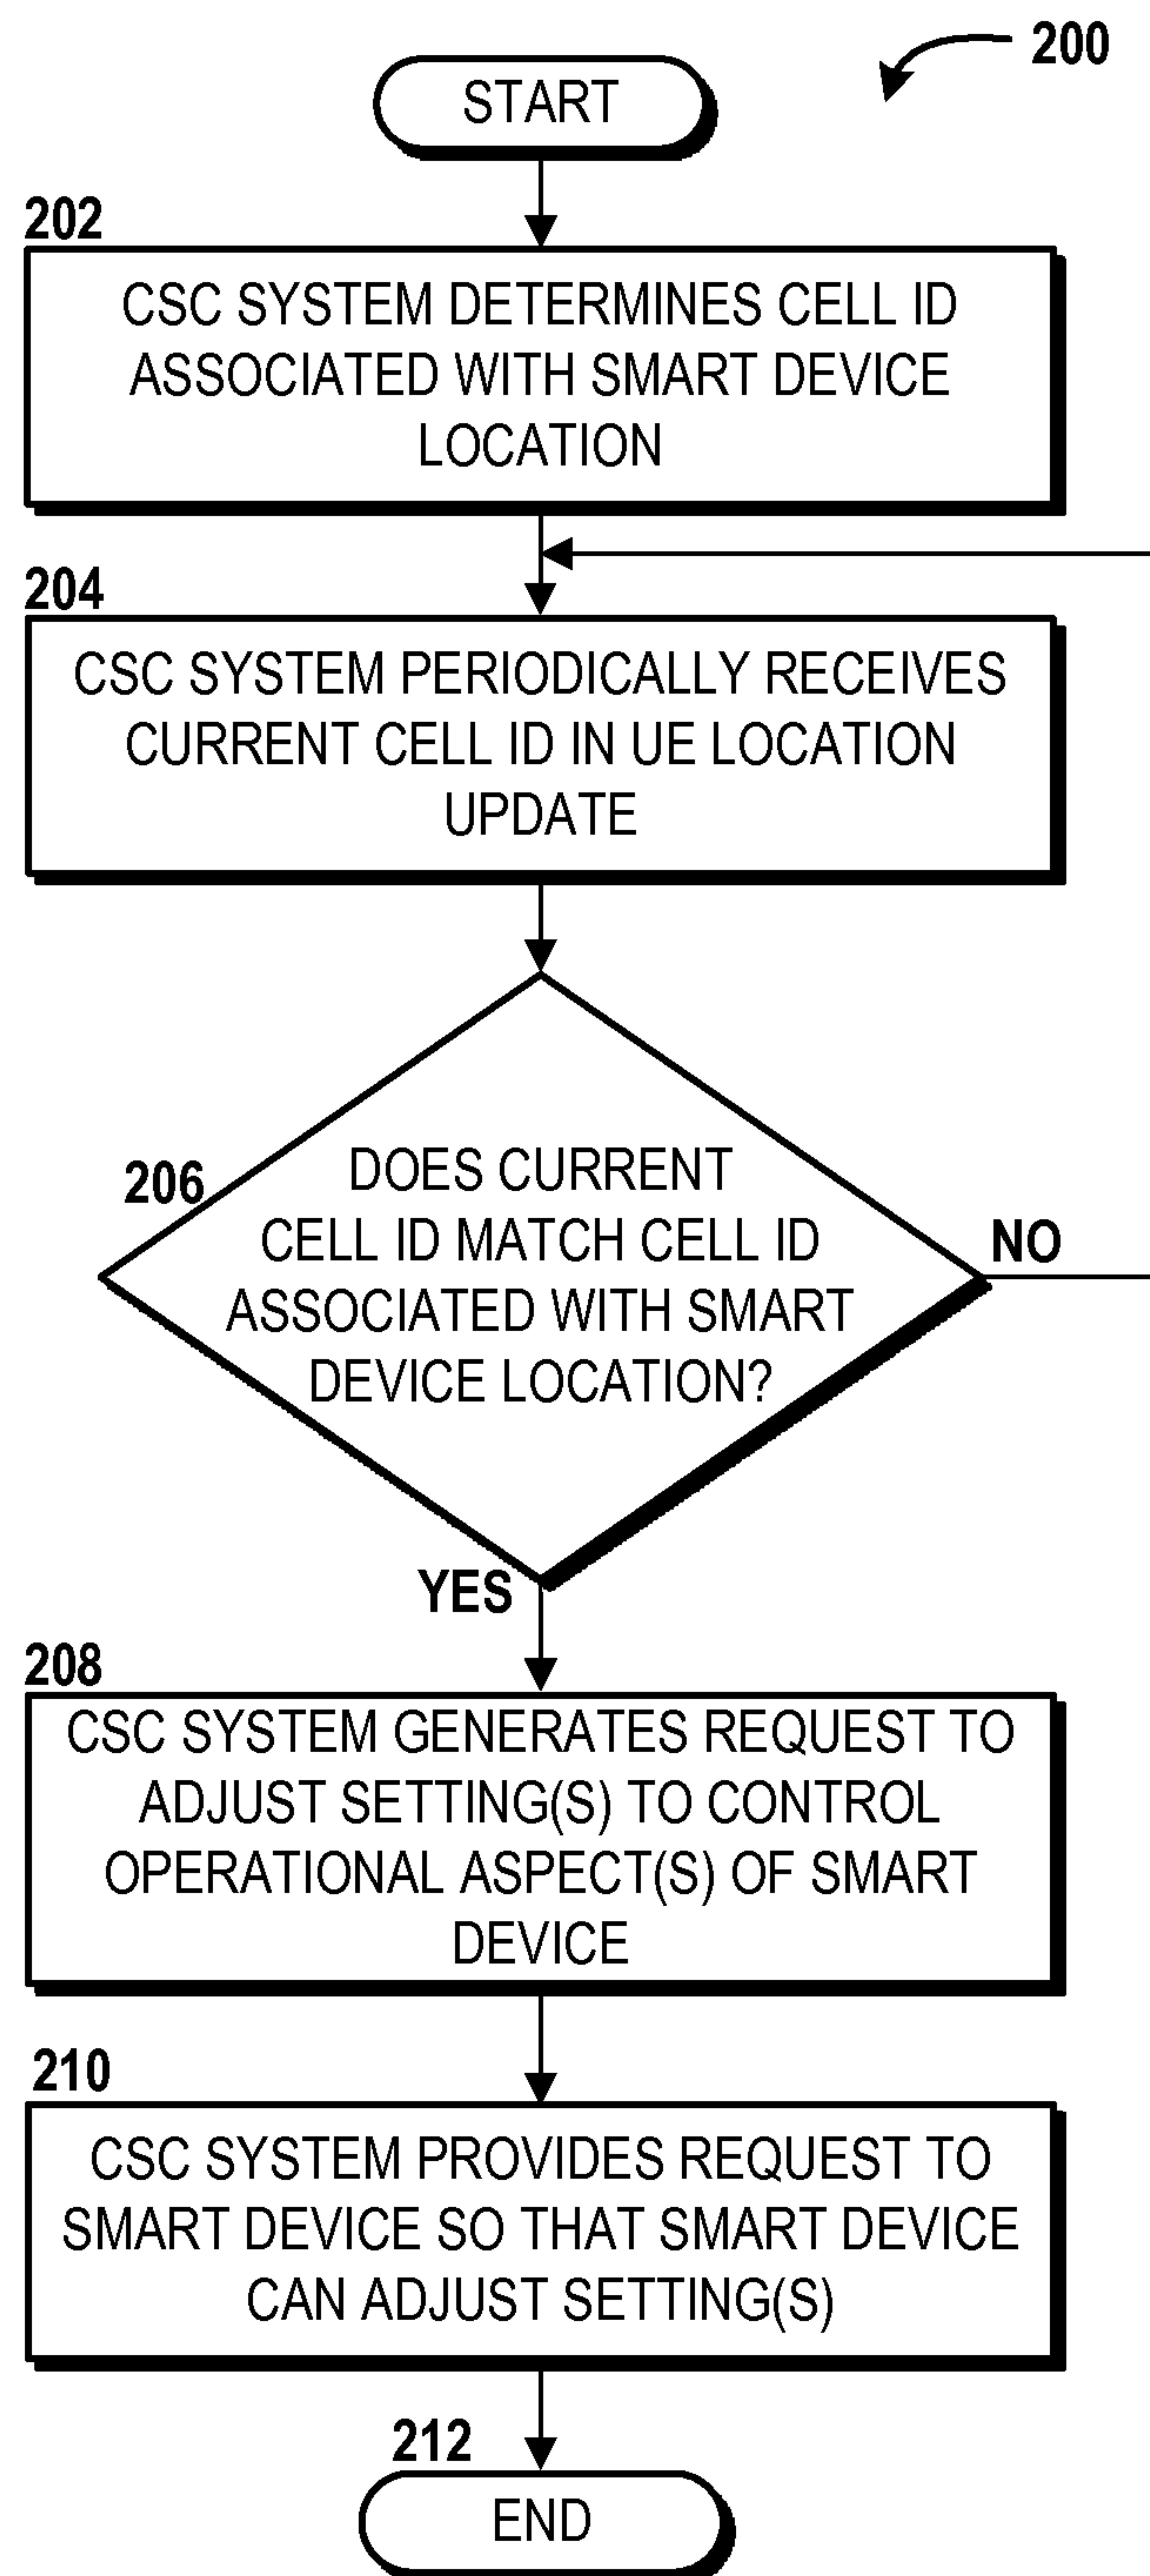 200
START
202
CSC SYSTEM DETERMINES CELL ID
ASSOCIATED WITH SMART DEVICE
LOCATION
204
CSC SYSTEM PERIODICALLY RECEIVES
CURRENT CELL ID IN UE LOCATION
UPDATE
206
DOES CURRENT
CELL ID MATCH CELL ID
ASSOCIATED WITH SMART
DEVICE LOCATION?
NO
YES
208
CSC SYSTEM GENERATES REQUEST TO
ADJUST SETTING(S) TO CONTROL
OPERATIONAL ASPECT(S) OF SMART
DEVICE
210
CSC SYSTEM PROVIDES REQUEST TO
SMART DEVICE SO THAT SMART DEVICE
CAN ADJUST SETTING(S)
212
END